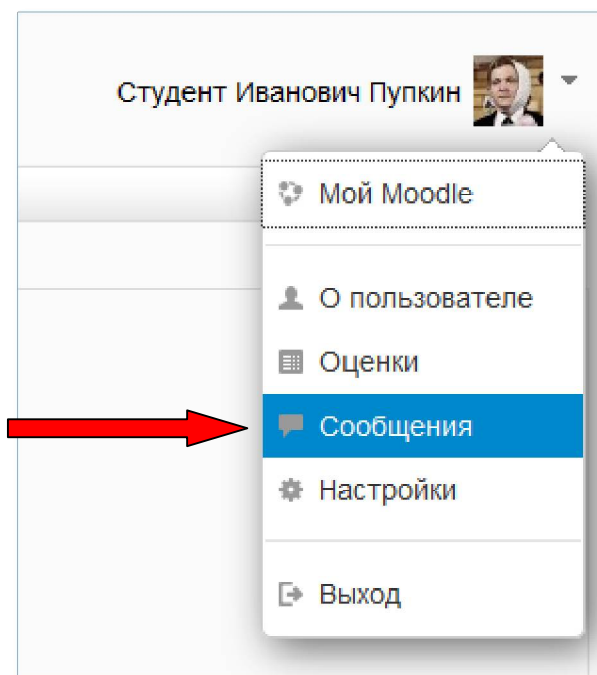 Студент Иванович Пупкин
Мой Moodle
О пользователе
Оценки
Сообщения
Настройки
Выход